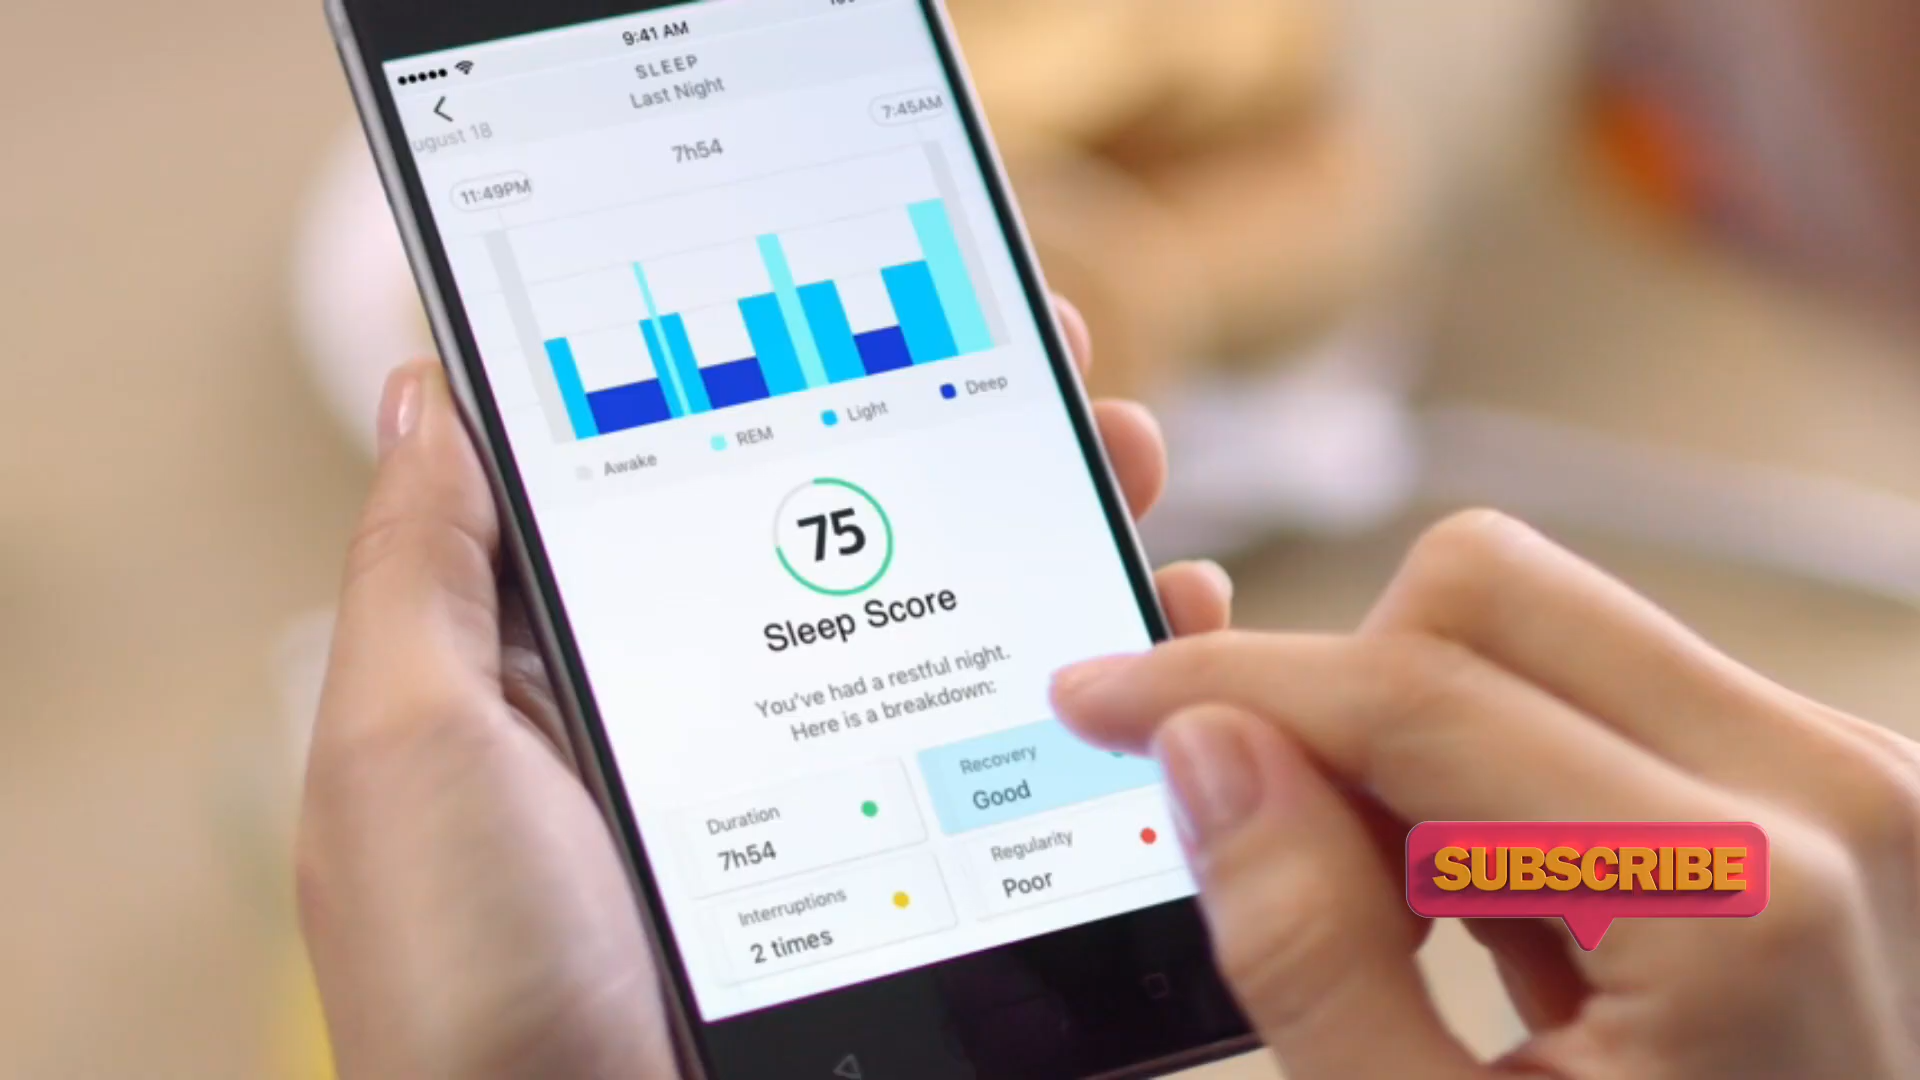 9:41 AM
SLEEP
Last Night
ugust 18
7:45AM
7h54
11:49PM
Awake
REM
Light
Deep
75
Sleep Score
You've had a restful night.
Here is a breakdown:
Recovery
Good
Duration
7h54
Regularity
Poor
Interruptions
2 times
SUBSCRIBE